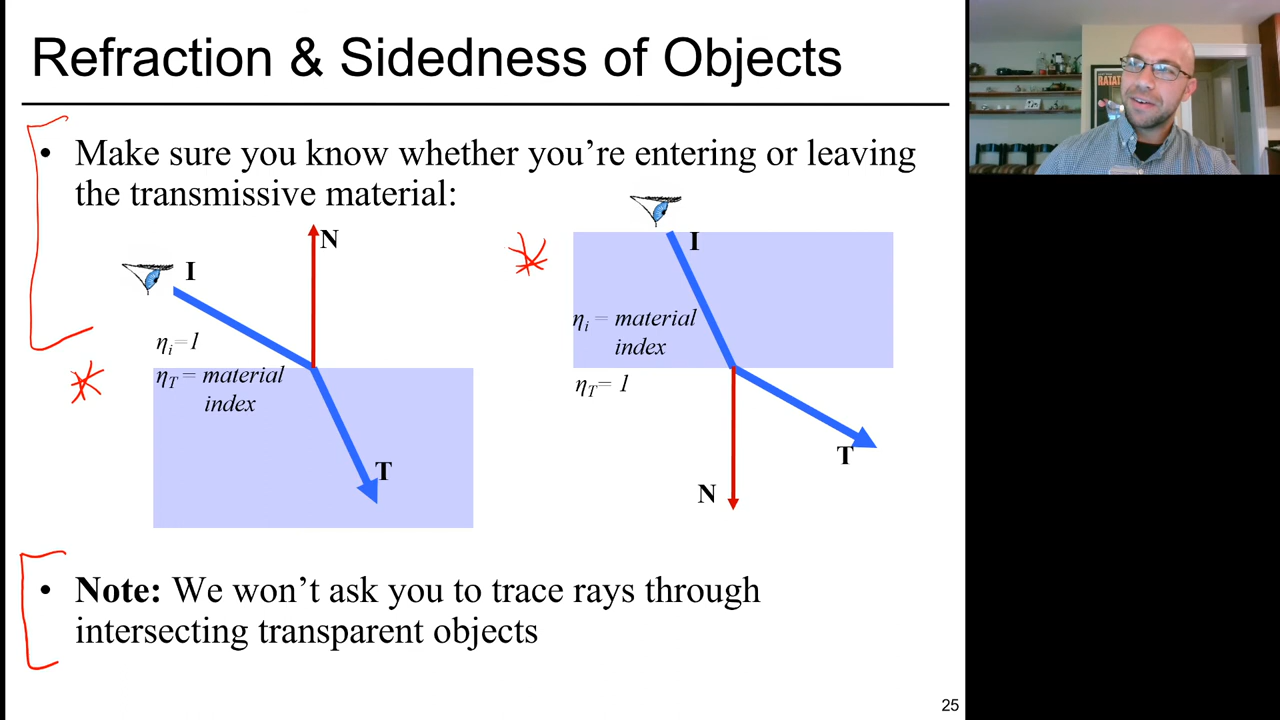 Refraction & Sidedness of Objects
• Make sure you know whether you’re entering or leaving
the transmissive material:
N
I
ηi=1
ηT = material
index
T
I
ηi = material
index
ηT= 1
T
N
• Note: We won’t ask you to trace rays through
intersecting transparent objects
25
RATAT